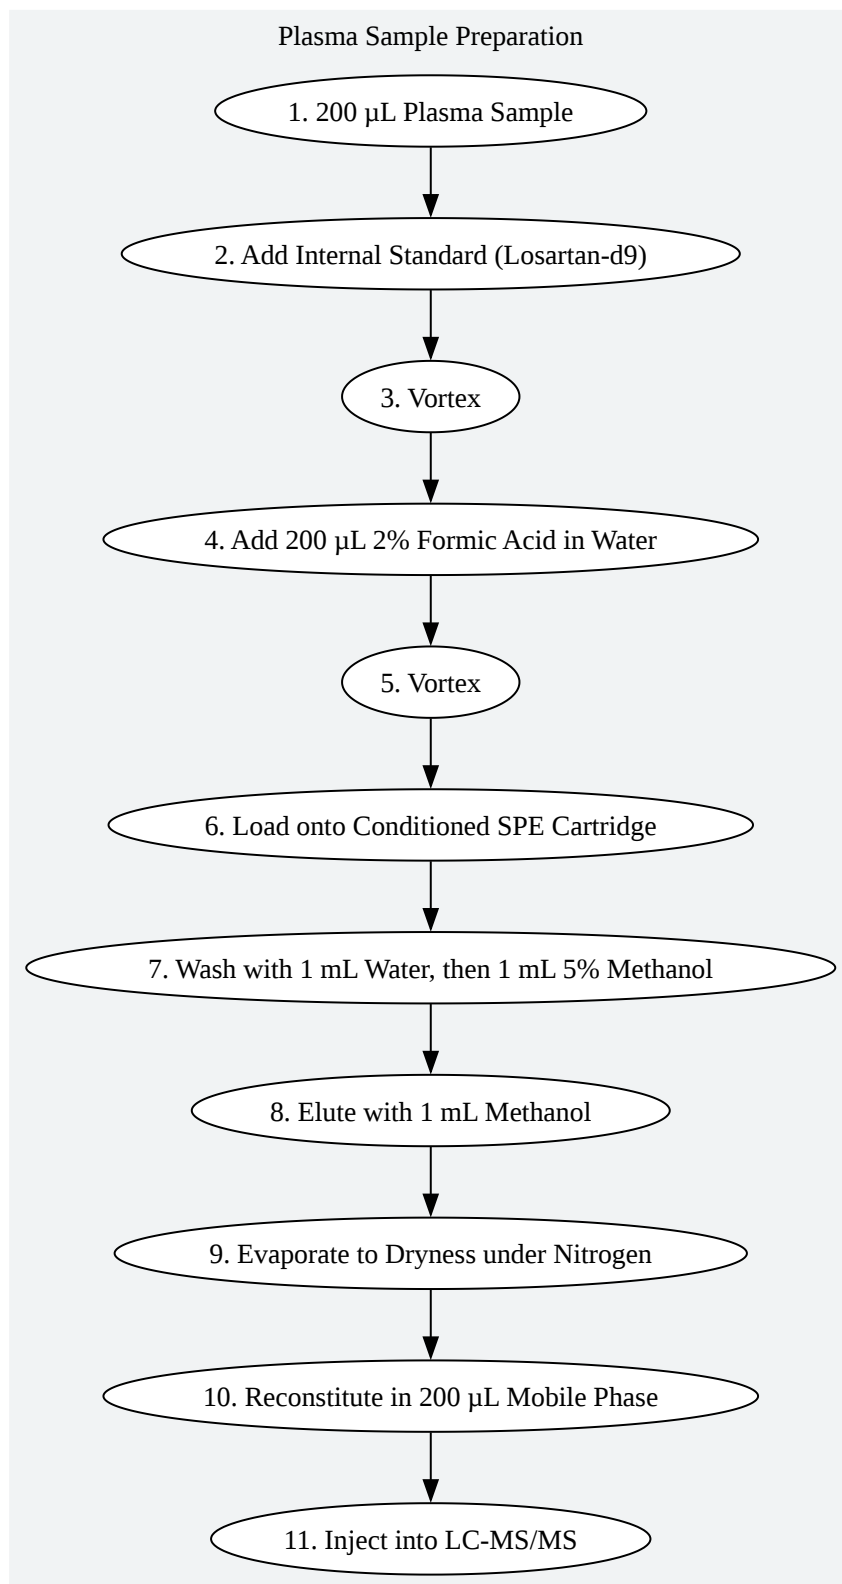 Plasma Sample Preparation
1. 200 µL Plasma Sample
2. Add Internal Standard (Losartan-d9)
3. Vortex
4. Add 200 µL 2% Formic Acid in Water
5. Vortex
6. Load onto Conditioned SPE Cartridge
7. Wash with 1 mL Water, then 1 mL 5% Methanol
8. Elute with 1 mL Methanol
9. Evaporate to Dryness under Nitrogen
10. Reconstitute in 200 µL Mobile Phase
11. Inject into LC-MS/MS